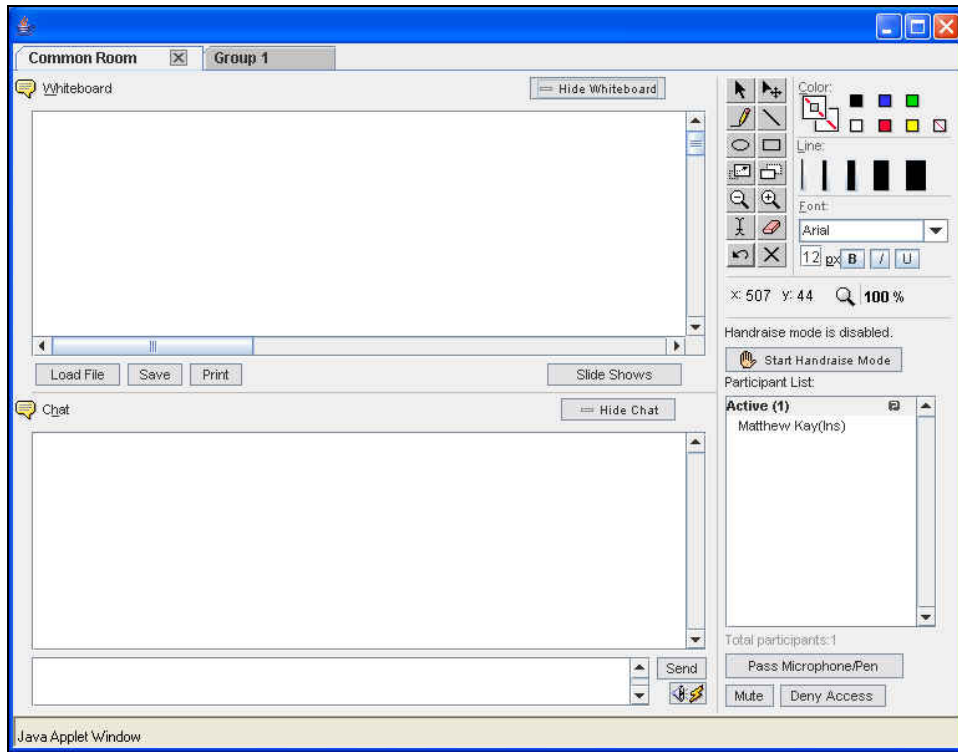 Common Room
Group 1
Whiteboard
Hide Whiteboard
Load File
Save
Print
Slide Shows
Chat
Hide Chat
Send
Color:
Line:
Font:
Arial
12 px B I U
x: 507 y: 44 100 %
Handraise mode is disabled.
Start Handraise Mode
Participant List:
Active (1)
Matthew Kay(Ins)
Total participants:1
Pass Microphone/Pen
Mute
Deny Access
Java Applet Window